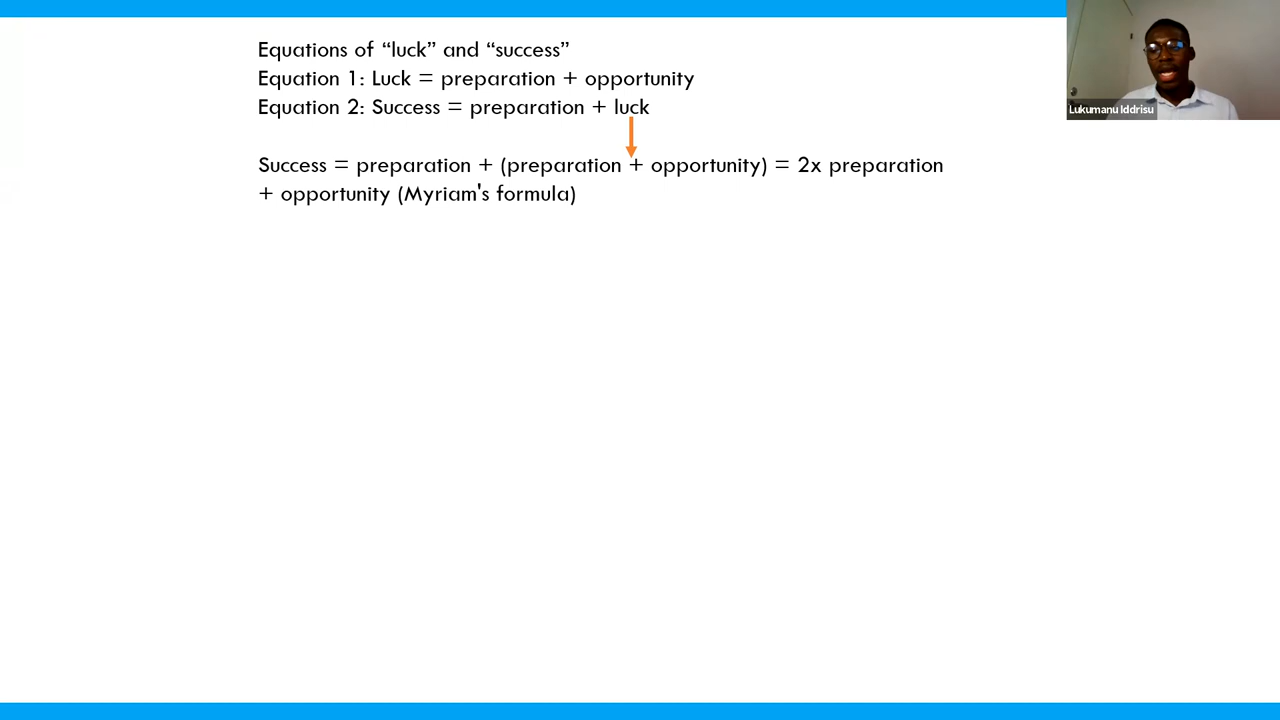 Equations of “luck” and “success”
Equation 1: Luck = preparation + opportunity
Equation 2: Success = preparation + luck
Success = preparation + (preparation + opportunity) = 2x preparation
+ opportunity (Myriam's formula)
Lukumanu Iddrisu